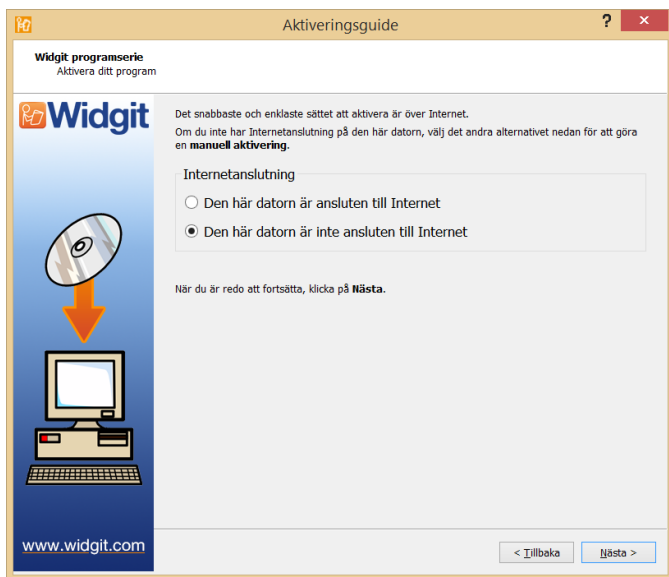 Aktiveringsguide
?
×
Widgit programserie
Aktivera ditt program
Widgit
Det snabbaste och enklaste sättet att aktivera är över Internet.
Om du inte har Internetanslutning på den här datorn, välj det andra alternativet nedan för att göra
en manuell aktivering.
Internetanslutning
Den här datorn är ansluten till Internet
Den här datorn är inte ansluten till Internet
När du är redo att fortsätta, klicka på Nästa.
www.widgit.com
< Tillbaka
Nästa >